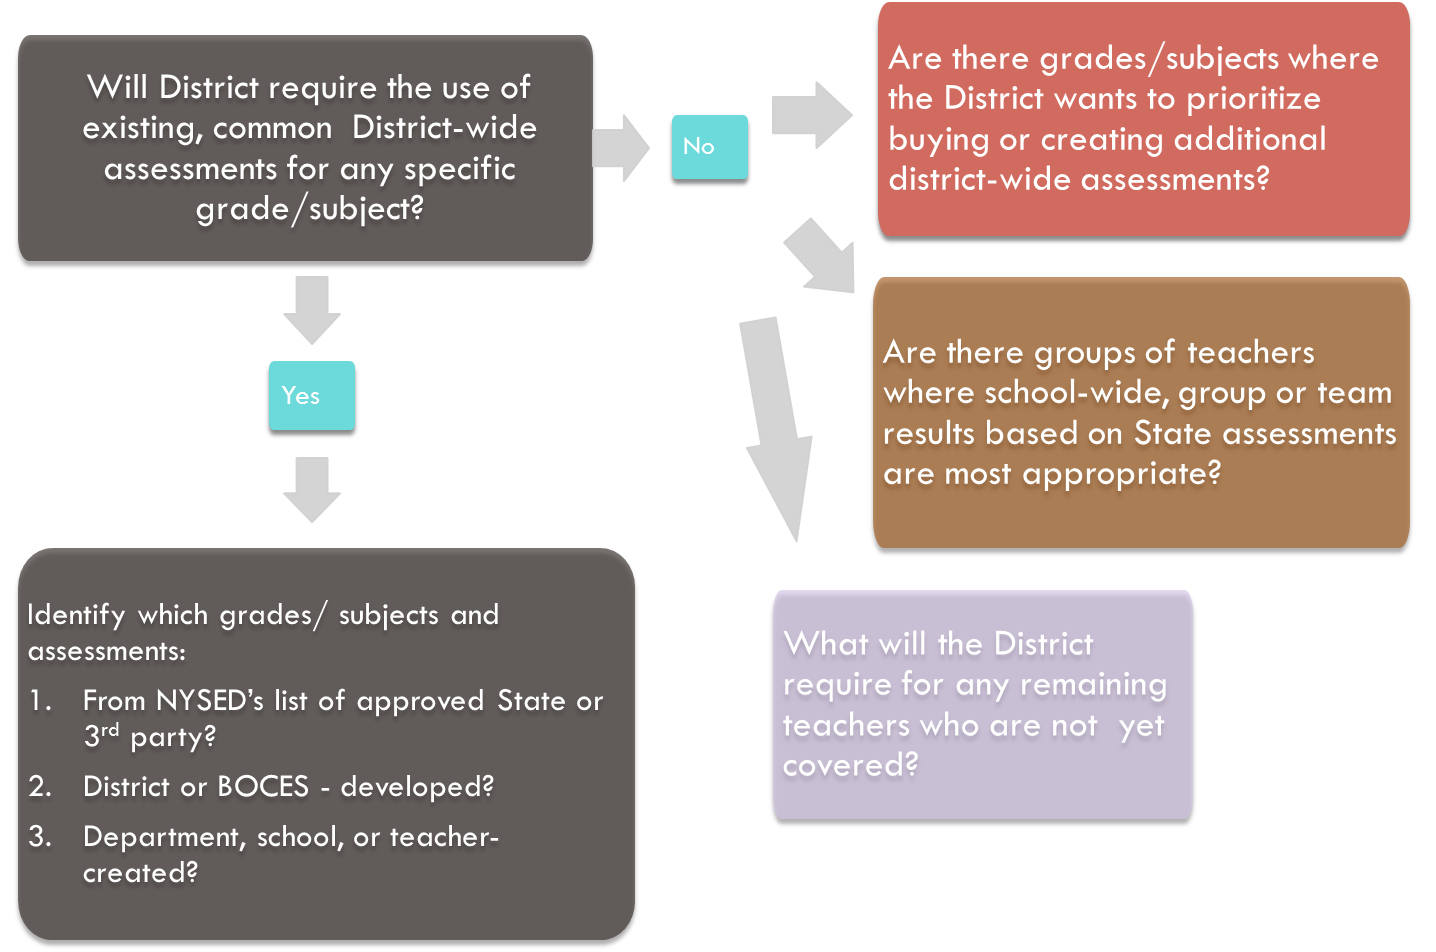 Will District require the use of
existing, common District-wide
assessments for any specific
grade/subject?
No
Are there grades/subjects where
the District wants to prioritize
buying or creating additional
district-wide assessments?
Are there groups of teachers
where school-wide, group or team
results based on State assessments
are most appropriate?
Yes
Identify which grades/ subjects and
assessments:
1. From NYSED’s list of approved State or
3rd party?
2. District or BOCES - developed?
3. Department, school, or teacher-
created?
What will the District
require for any remaining
teachers who are not yet
covered?